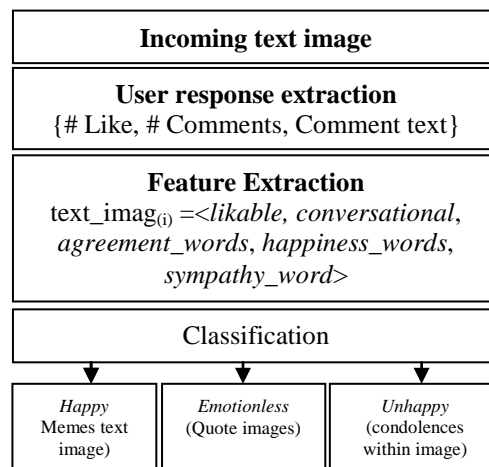 Incoming text image
User response extraction
{# Like, # Comments, Comment text}
Feature Extraction
text_imag(i) =<likable, conversational,
agreement_words, happiness_words,
sympathy_word>
Classification
Happy
Memes text
image)
Emotionless
(Quote images)
Unhappy
(condolences
within image)